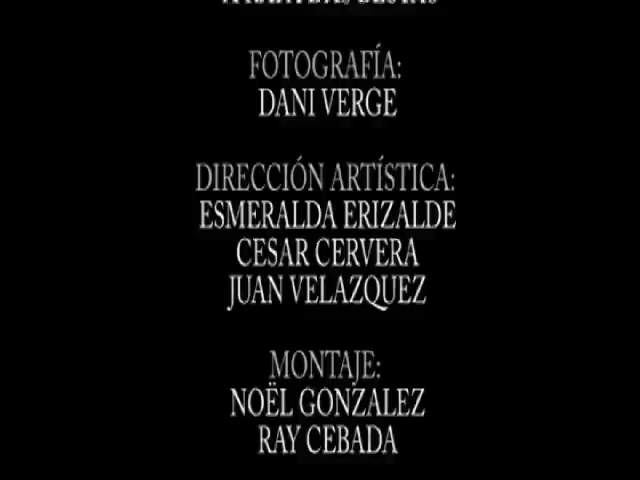 FOTOGRAFÍA:
DANI VERGE
DIRECCIÓN ARTÍSTICA:
ESMERALDA ERIZALDE
CESAR CERVERA
JUAN VELAZQUEZ
MONTAJE:
NOËL GONZALEZ
RAY CEBADA